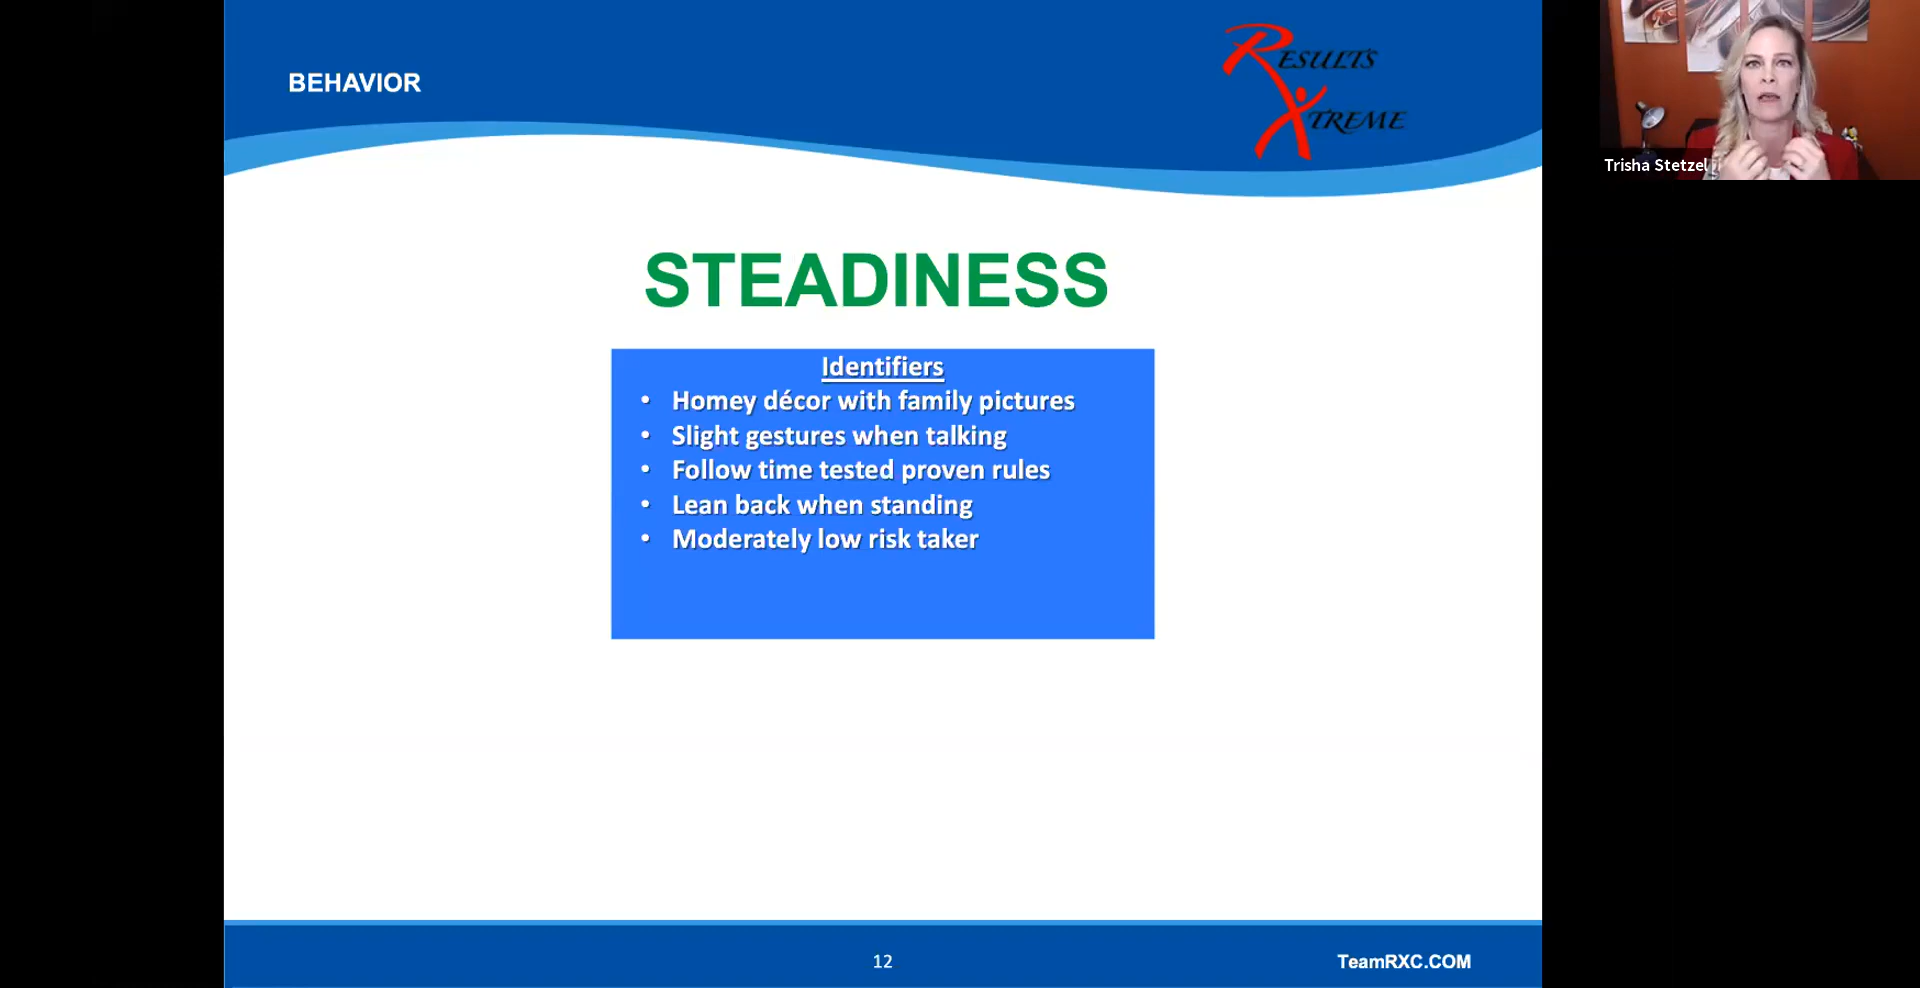 BEHAVIOR
RESULTS
XTREME
Trisha Stetzel
STEADINESS
Identifiers
• Homey décor with family pictures
• Slight gestures when talking
• Follow time tested proven rules
• Lean back when standing
• Moderately low risk taker
12
TeamRXC.COM